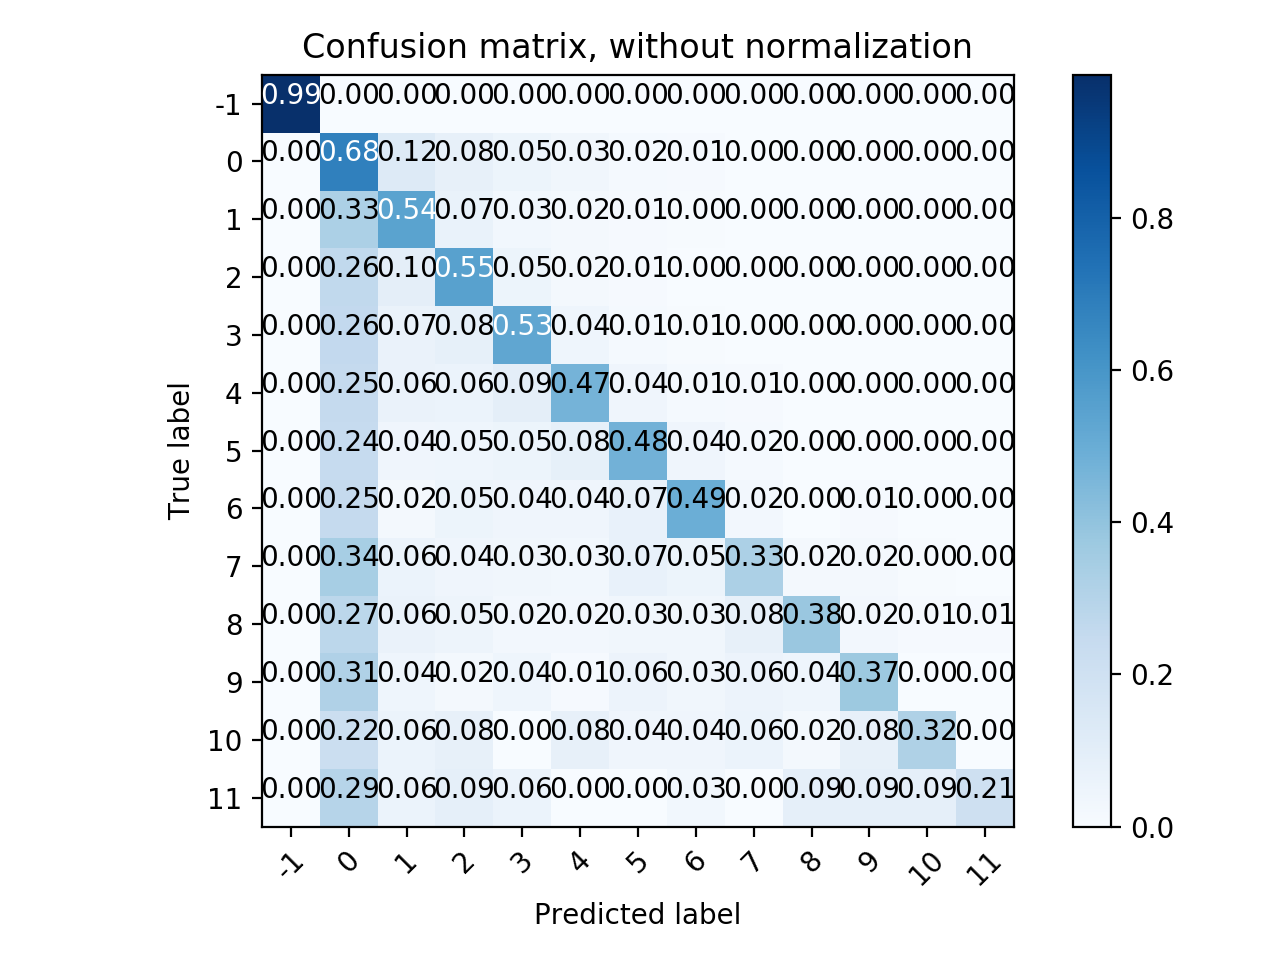 Confusion matrix, without normalization
-1 0.99 0.00 0.00 0.00 0.00 0.00 0.00 0.00 0.00 0.00 0.00 0.00 0.00
0 0.00 0.68 0.12 0.08 0.05 0.03 0.02 0.01 0.00 0.00 0.00 0.00 0.00
1 0.00 0.33 0.54 0.07 0.03 0.02 0.01 0.00 0.00 0.00 0.00 0.00 0.00
2 0.00 0.26 0.10 0.55 0.05 0.02 0.01 0.00 0.00 0.00 0.00 0.00 0.00
3 0.00 0.26 0.07 0.08 0.53 0.04 0.01 0.01 0.00 0.00 0.00 0.00 0.00
4 0.00 0.25 0.06 0.06 0.09 0.47 0.04 0.01 0.01 0.00 0.00 0.00 0.00
5 0.00 0.24 0.04 0.05 0.05 0.08 0.48 0.04 0.02 0.00 0.00 0.00 0.00
6 0.00 0.25 0.02 0.05 0.04 0.04 0.07 0.49 0.02 0.00 0.01 0.00 0.00
7 0.00 0.34 0.06 0.04 0.03 0.03 0.07 0.05 0.33 0.02 0.02 0.00 0.00
8 0.00 0.27 0.06 0.05 0.02 0.02 0.03 0.03 0.08 0.38 0.02 0.01 0.01
9 0.00 0.31 0.04 0.02 0.04 0.01 0.06 0.03 0.06 0.04 0.37 0.00 0.00
10 0.00 0.22 0.06 0.08 0.00 0.08 0.04 0.04 0.06 0.02 0.08 0.32 0.00
11 0.00 0.29 0.06 0.09 0.06 0.00 0.00 0.03 0.00 0.09 0.09 0.09 0.21
-1 0 1 2 3 4 5 6 7 8 9 10 11
True label
Predicted label
0.8
0.6
0.4
0.2
0.0